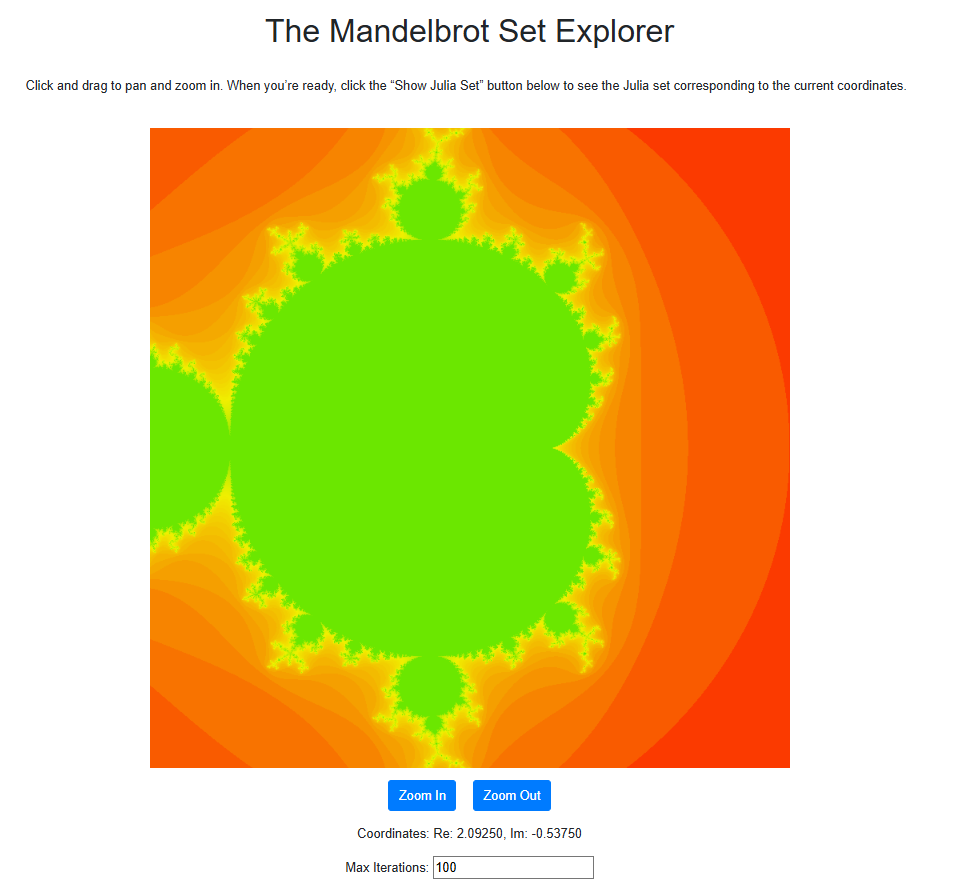 The Mandelbrot Set Explorer
Click and drag to pan and zoom in. When you're ready, click the “Show Julia Set” button below to see the Julia set corresponding to the current coordinates.
Zoom In Zoom Out
Coordinates: Re: 2.09250, Im: -0.53750
Max Iterations: 100